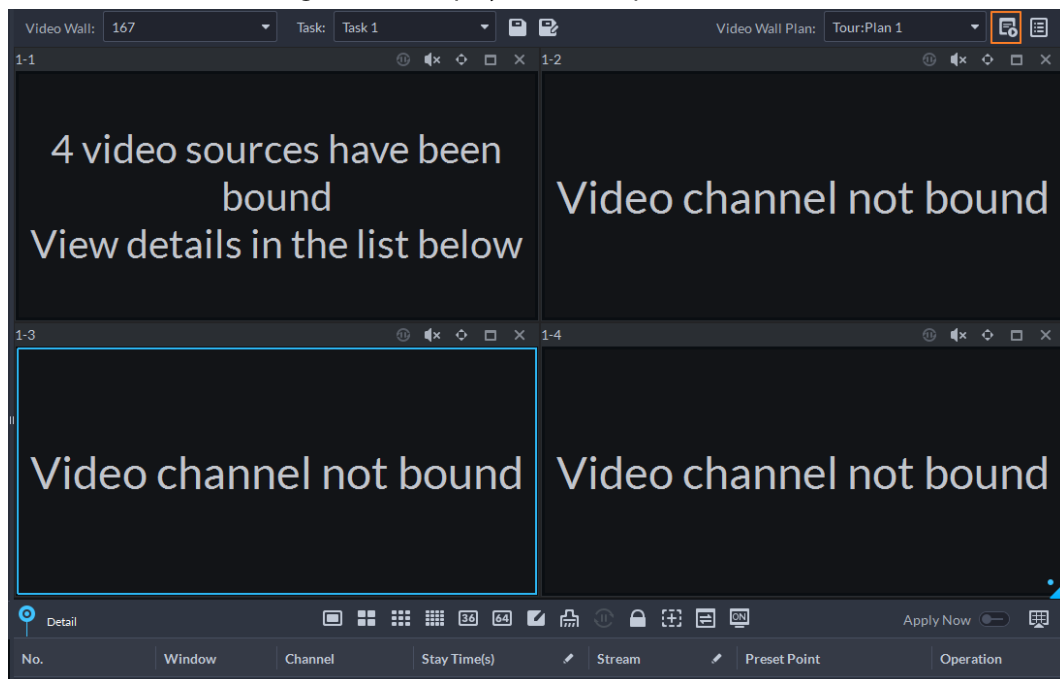 Video Wall: 167 Task: Task 1 Video Wall Plan: Tour:Plan 1
1-1 1-2
4 video sources have been
bound
View details in the list below
Video channel not bound
1-3 1-4
Video channel not bound
Video channel not bound
Detail 36 64 ON Apply Now
No. Window Channel Stay Time(s) Stream Preset Point Operation